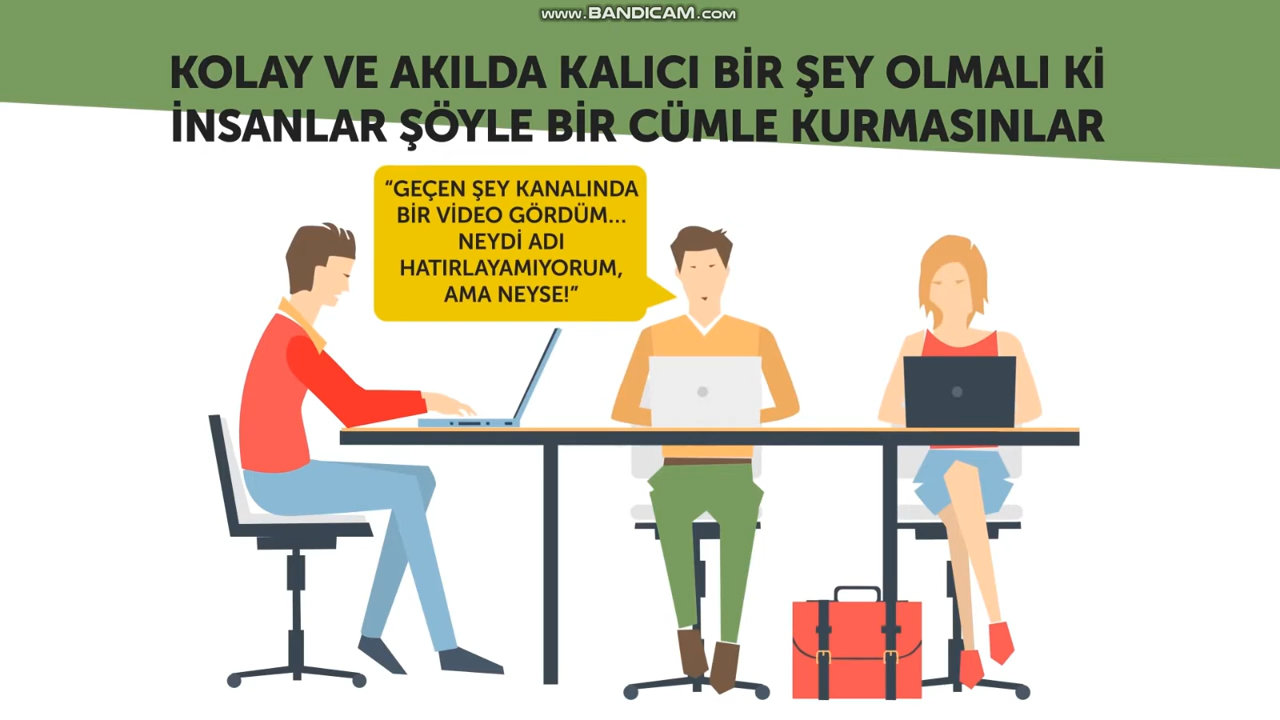 www.BANDICAM.com
KOLAY VE AKILDA KALICI BİR ŞEY OLMALI Kİ
İNSANLAR ŞÖYLE BİR CÜMLE KURMASINLAR
“GEÇEN ŞEY KANALINDA
BİR VİDEO GÖRDÜM...
NEYDİ ADI
HATIRLAYAMIYORUM,
AMA NEYSE!”